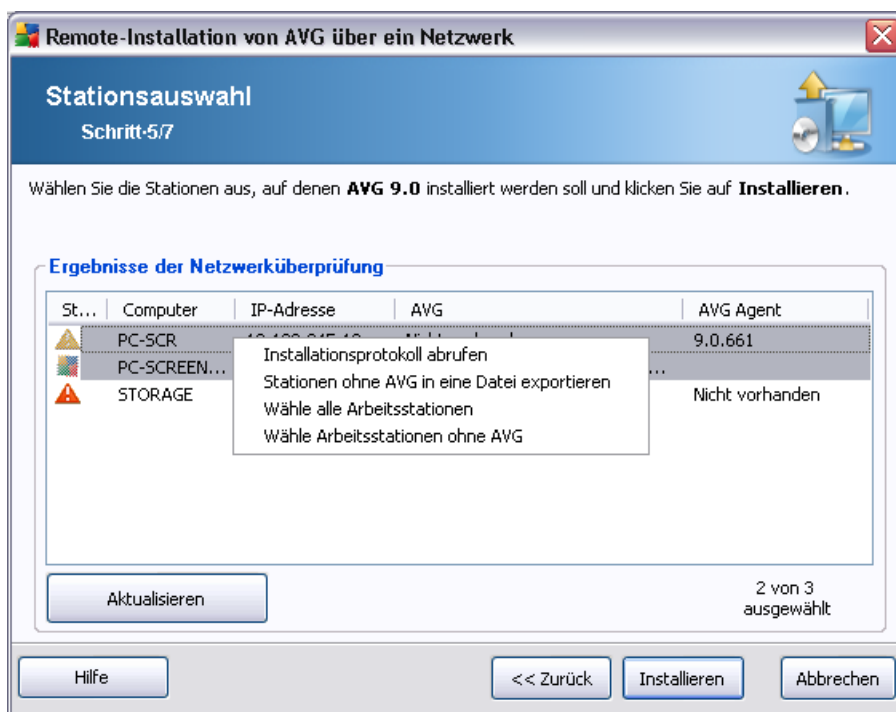 Remote-Installation von AVG über ein Netzwerk
Stationsauswahl
Schritt-5/7
Wählen Sie die Stationen aus, auf denen AVG 9.0 installiert werden soll und klicken Sie auf Installieren.
Ergebnisse der Netzwerküberprüfung
St... Computer IP-Adresse AVG AVG Agent
PC-SCR 9.0.661
PC-SCREEN... ...
STORAGE Nicht vorhanden
Installationsprotokoll abrufen
Stationen ohne AVG in eine Datei exportieren
Wähle alle Arbeitsstationen
Wähle Arbeitsstationen ohne AVG
Aktualisieren
2 von 3
ausgewählt
Hilfe
<< Zurück
Installieren
Abbrechen